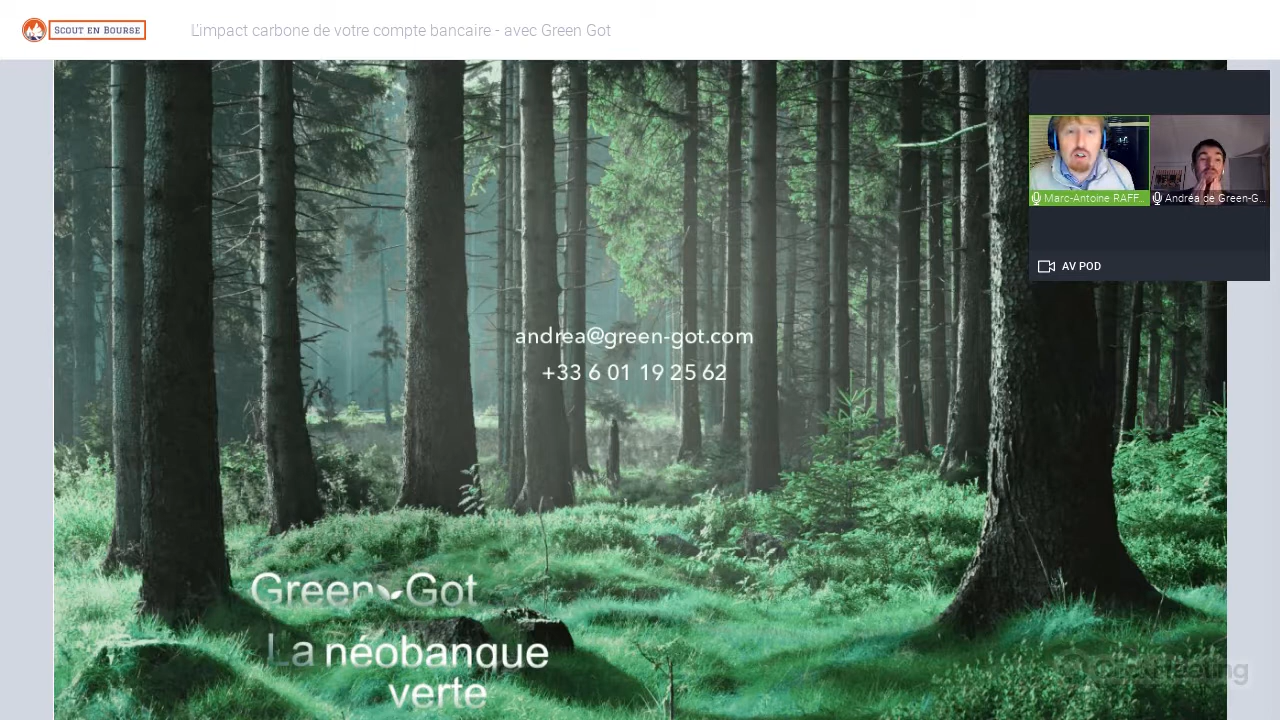 SCOUT EN BOURSE
L'impact carbone de votre compte bancaire - avec Green Got
Marc-Antoine RAFF...
Andréa de Green-G...
AV POD
andrea@green-got.com
+33 6 01 19 25 62
Green Got
La néobanque
verte